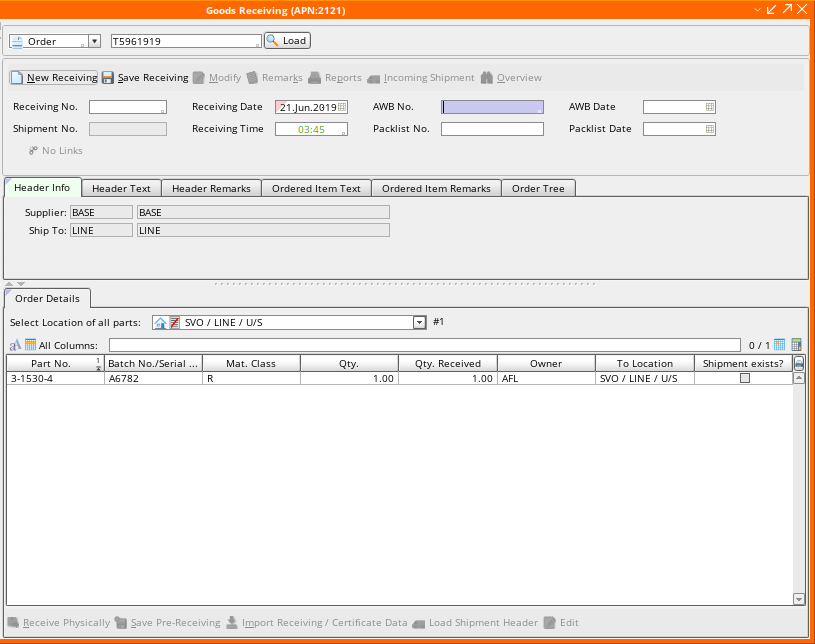 Goods Receiving (APN:2121)
Order T5961919 Load
New Receiving Save Receiving Modify Remarks Reports Incoming Shipment Overview
Receiving No. Receiving Date 21.Jun.2019 AWB No. AWB Date
Shipment No. Receiving Time 03:45 Packlist No. Packlist Date
No Links
Header Info Header Text Header Remarks Ordered Item Text Ordered Item Remarks Order Tree
Supplier: BASE BASE
Ship To: LINE LINE
Order Details
Select Location of all parts: SVO / LINE / U/S #1
All Columns: 0 / 1
Part No. 1 Batch No./Serial ... Mat. Class Qty. Qty. Received Owner To Location Shipment exists?
3-1530-4 A6782 R 1.00 1.00 AFL SVO / LINE / U/S
Receive Physically Save Pre-Receiving Import Receiving / Certificate Data Load Shipment Header Edit